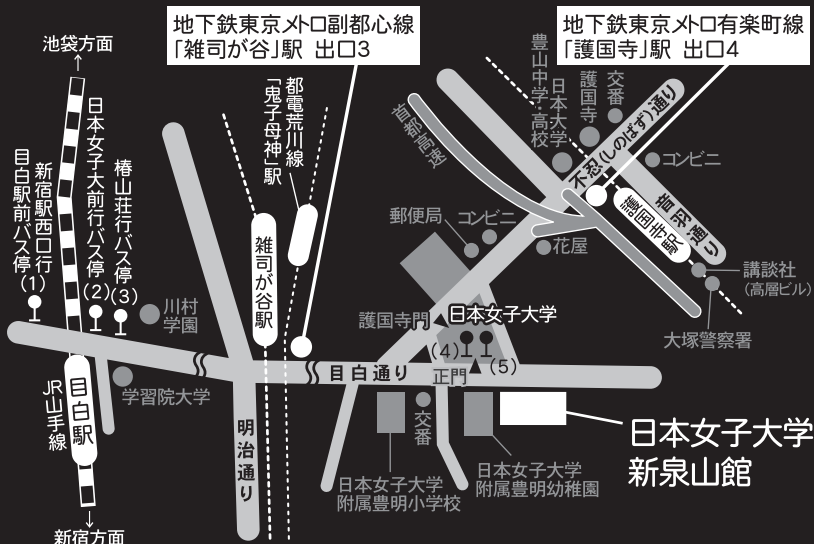 地下鉄東京メトロ副都心線
「雑司が谷」駅 出口3
地下鉄東京メトロ有楽町線
「護国寺」駅 出口4
池袋方面
↑
日本女子大前行バス停
(2)
新宿駅西口行
目白駅前バス停
(1)
椿山荘行バス停
(3)
川村
学園
学習院大学
JR山手線
目白駅
↓
新宿方面
都電荒川線
「鬼子母神」駅
雑司が谷駅
明治通り
目白通り
首都高速
豊山中学・高校
日本大学
護国寺
交番
不忍(しのばず)通り
コンビニ
音羽通り
護国寺駅
郵便局
コンビニ
花屋
講談社
(高層ビル)
大塚警察署
護国寺門
日本女子大学
(4)
(5)
正門
交番
日本女子大学
附属豊明小学校
日本女子大学
附属豊明幼稚園
日本女子大学
新泉山館